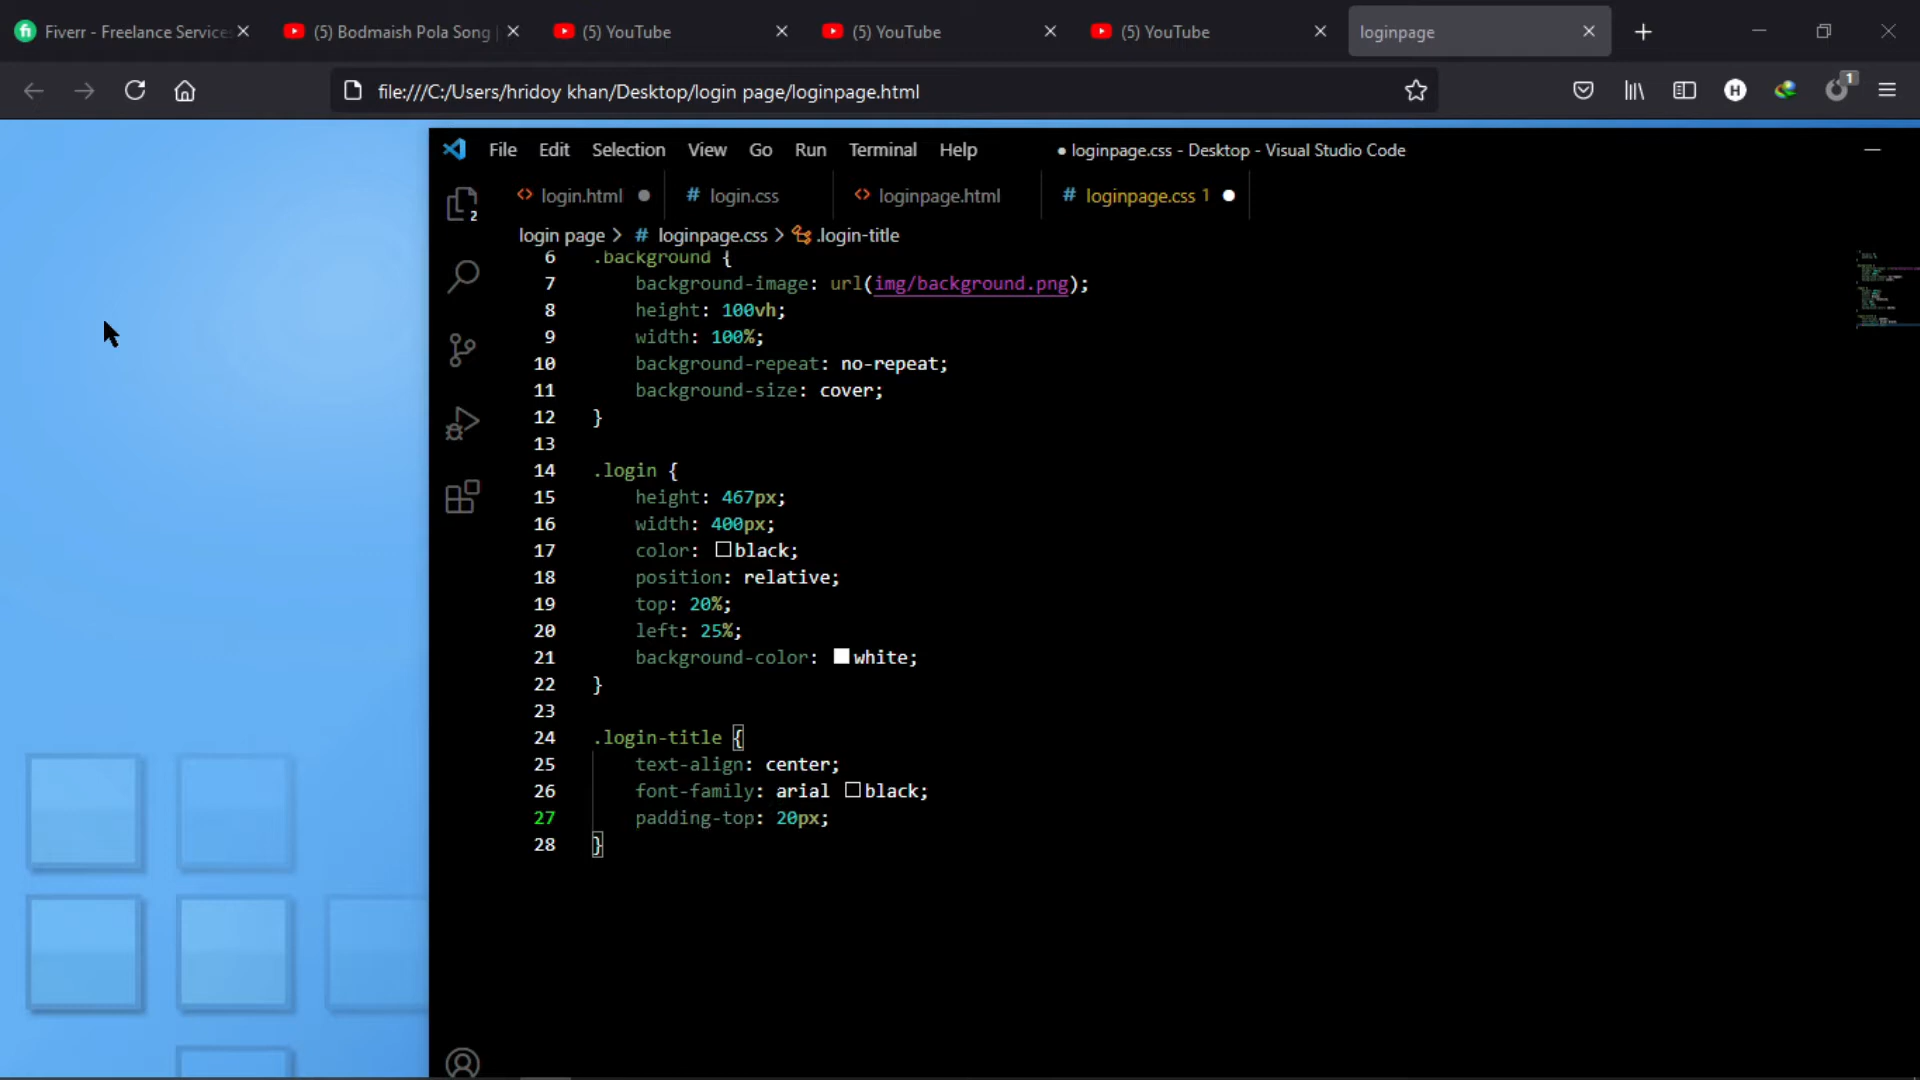 Fiverr - Freelance Services
(5) Bodmaish Pola Song
(5) YouTube
(5) YouTube
(5) YouTube
loginpage
file:///C:/Users/hridoy khan/Desktop/login page/loginpage.html
H
1
File Edit Selection View Go Run Terminal Help
● loginpage.css - Desktop - Visual Studio Code
2
<> login.html ●
# login.css
<> loginpage.html
# loginpage.css 1 ●
login page > # loginpage.css > .login-title
6 .background {
7 background-image: url(img/background.png);
8 height: 100vh;
9 width: 100%;
10 background-repeat: no-repeat;
11 background-size: cover;
12 }
13
14 .login {
15 height: 467px;
16 width: 400px;
17 color: black;
18 position: relative;
19 top: 20%;
20 left: 25%;
21 background-color: white;
22 }
23
24 .login-title {
25 text-align: center;
26 font-family: arial black;
27 padding-top: 20px;
28 }